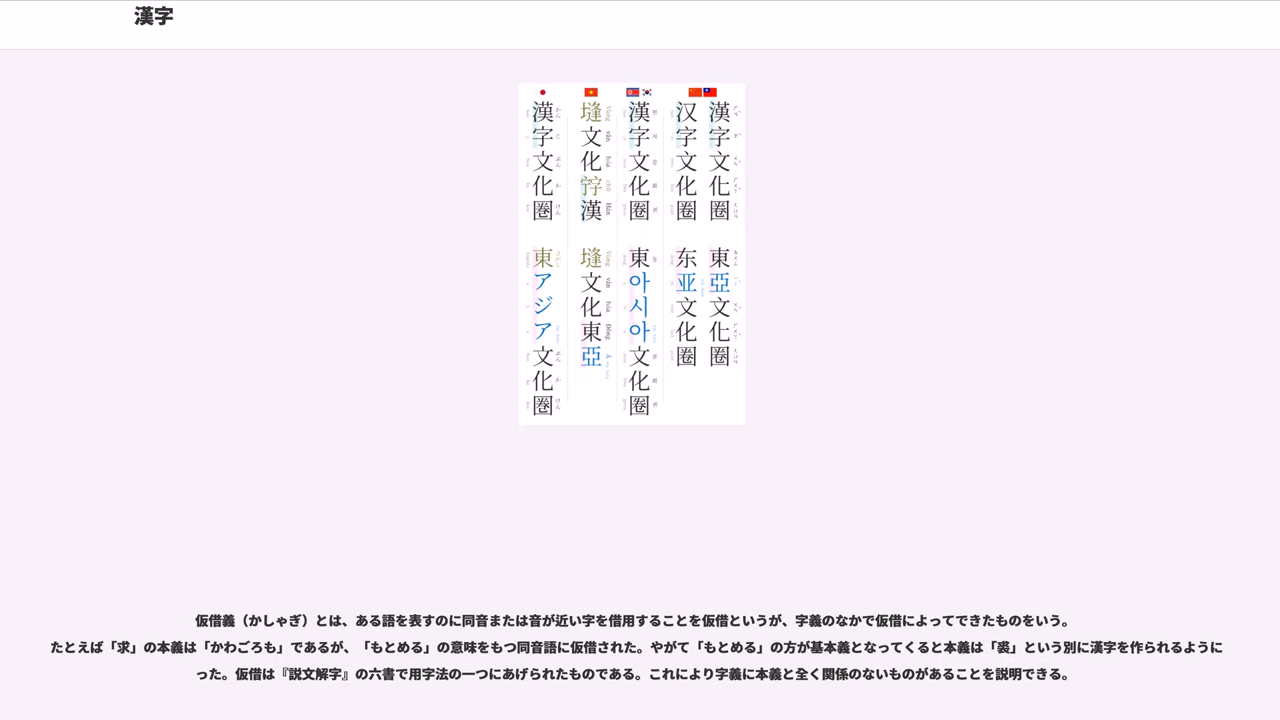 漢字
漢字文化圏
東アジア文化圏
塳文化𡨸漢
塳文化東亞
漢字文化圈
東아시아文化圈
汉字文化圈
东亚文化圈
漢字文化圈
東亞文化圈
仮借義（かしゃぎ）とは、ある語を表すのに同音または音が近い字を借用することを仮借というが、字義のなかで仮借によってできたものをいう。
たとえば「求」の本義は「かわごろも」であるが、「もとめる」の意味をもつ同音語に仮借された。やがて「もとめる」の方が基本義となってくると本義は「裘」という別に漢字を作られるように
った。仮借は『説文解字』の六書で用字法の一つにあげられたものである。これにより字義に本義と全く関係のないものがあることを説明できる。